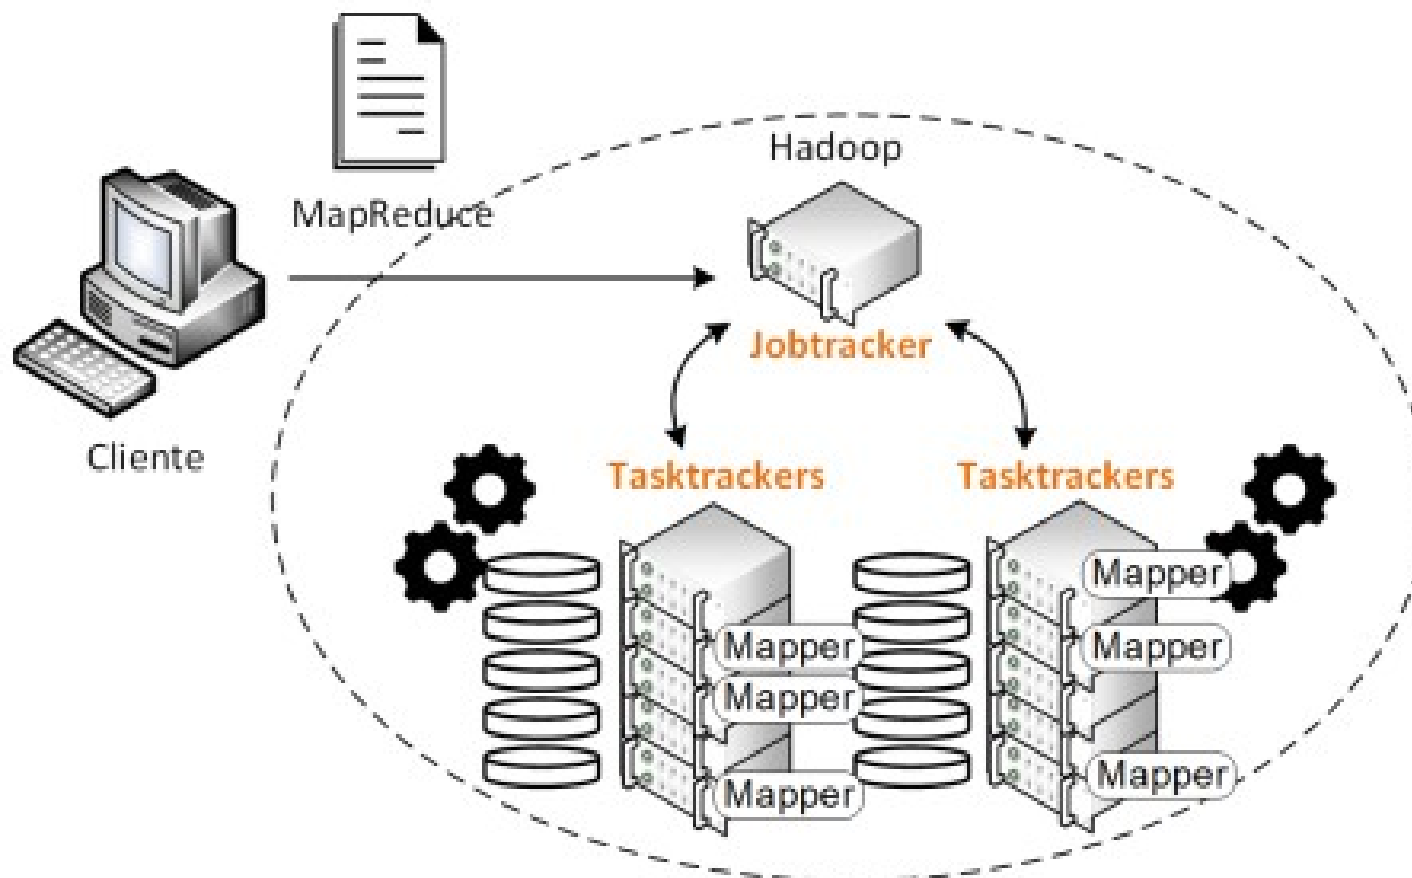 Hadoop
MapReduce
Jobtracker
Cliente
Tasktrackers
Tasktrackers
Mapper
Mapper
Mapper
Mapper
Mapper
Mapper